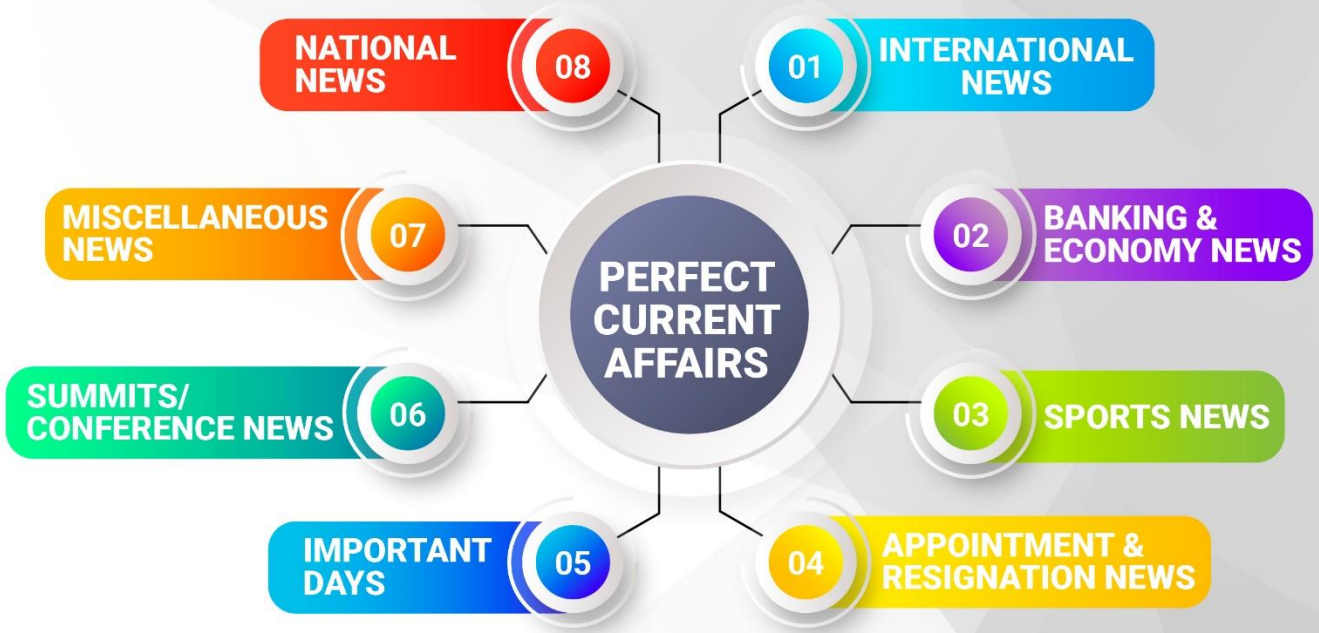 PERFECT
CURRENT
AFFAIRS
01
INTERNATIONAL
NEWS
02
BANKING &
ECONOMY NEWS
03
SPORTS NEWS
04
APPOINTMENT &
RESIGNATION NEWS
05
IMPORTANT
DAYS
06
SUMMITS/
CONFERENCE NEWS
07
MISCELLANEOUS
NEWS
08
NATIONAL
NEWS